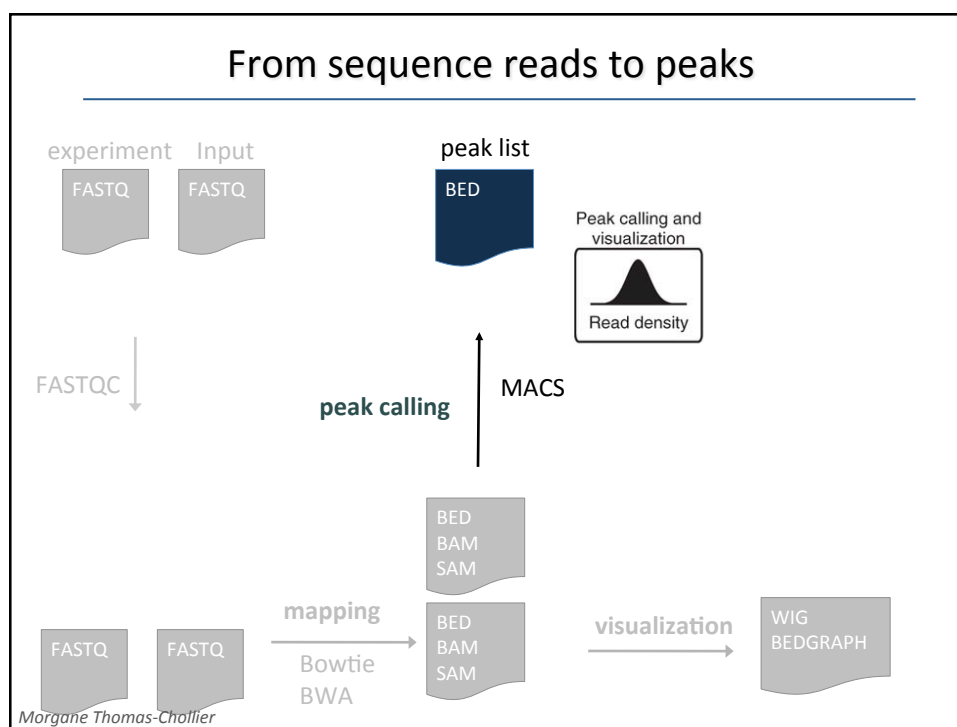 From sequence reads to peaks
experiment Input
peak list
FASTQ
FASTQ
BED
Peak calling and
visualization
Read density
FASTQC
peak calling
MACS
BED
BAM
SAM
mapping
Bowtie
BWA
BED
BAM
SAM
visualization
WIG
BEDGRAPH
FASTQ
FASTQ
Morgane Thomas-Chollier